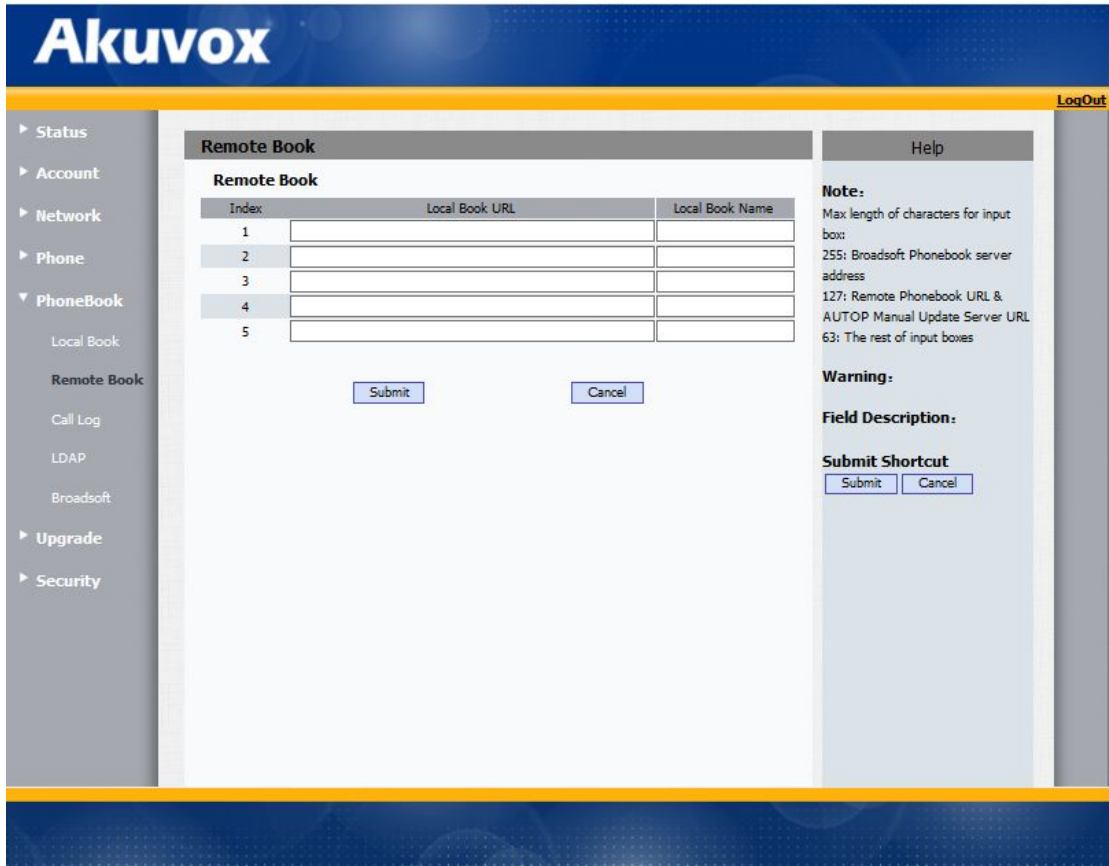 Akuvox
LogOut
Status
Account
Network
Phone
PhoneBook
Local Book
Remote Book
Call Log
LDAP
Broadsoft
Upgrade
Security
Remote Book
Remote Book
Index Local Book URL Local Book Name
1
2
3
4
5
Submit Cancel
Help
Note:
Max length of characters for input
box:
255: Broadsoft Phonebook server
address
127: Remote Phonebook URL &
AUTOP Manual Update Server URL
63: The rest of input boxes
Warning:
Field Description:
Submit Shortcut
Submit Cancel